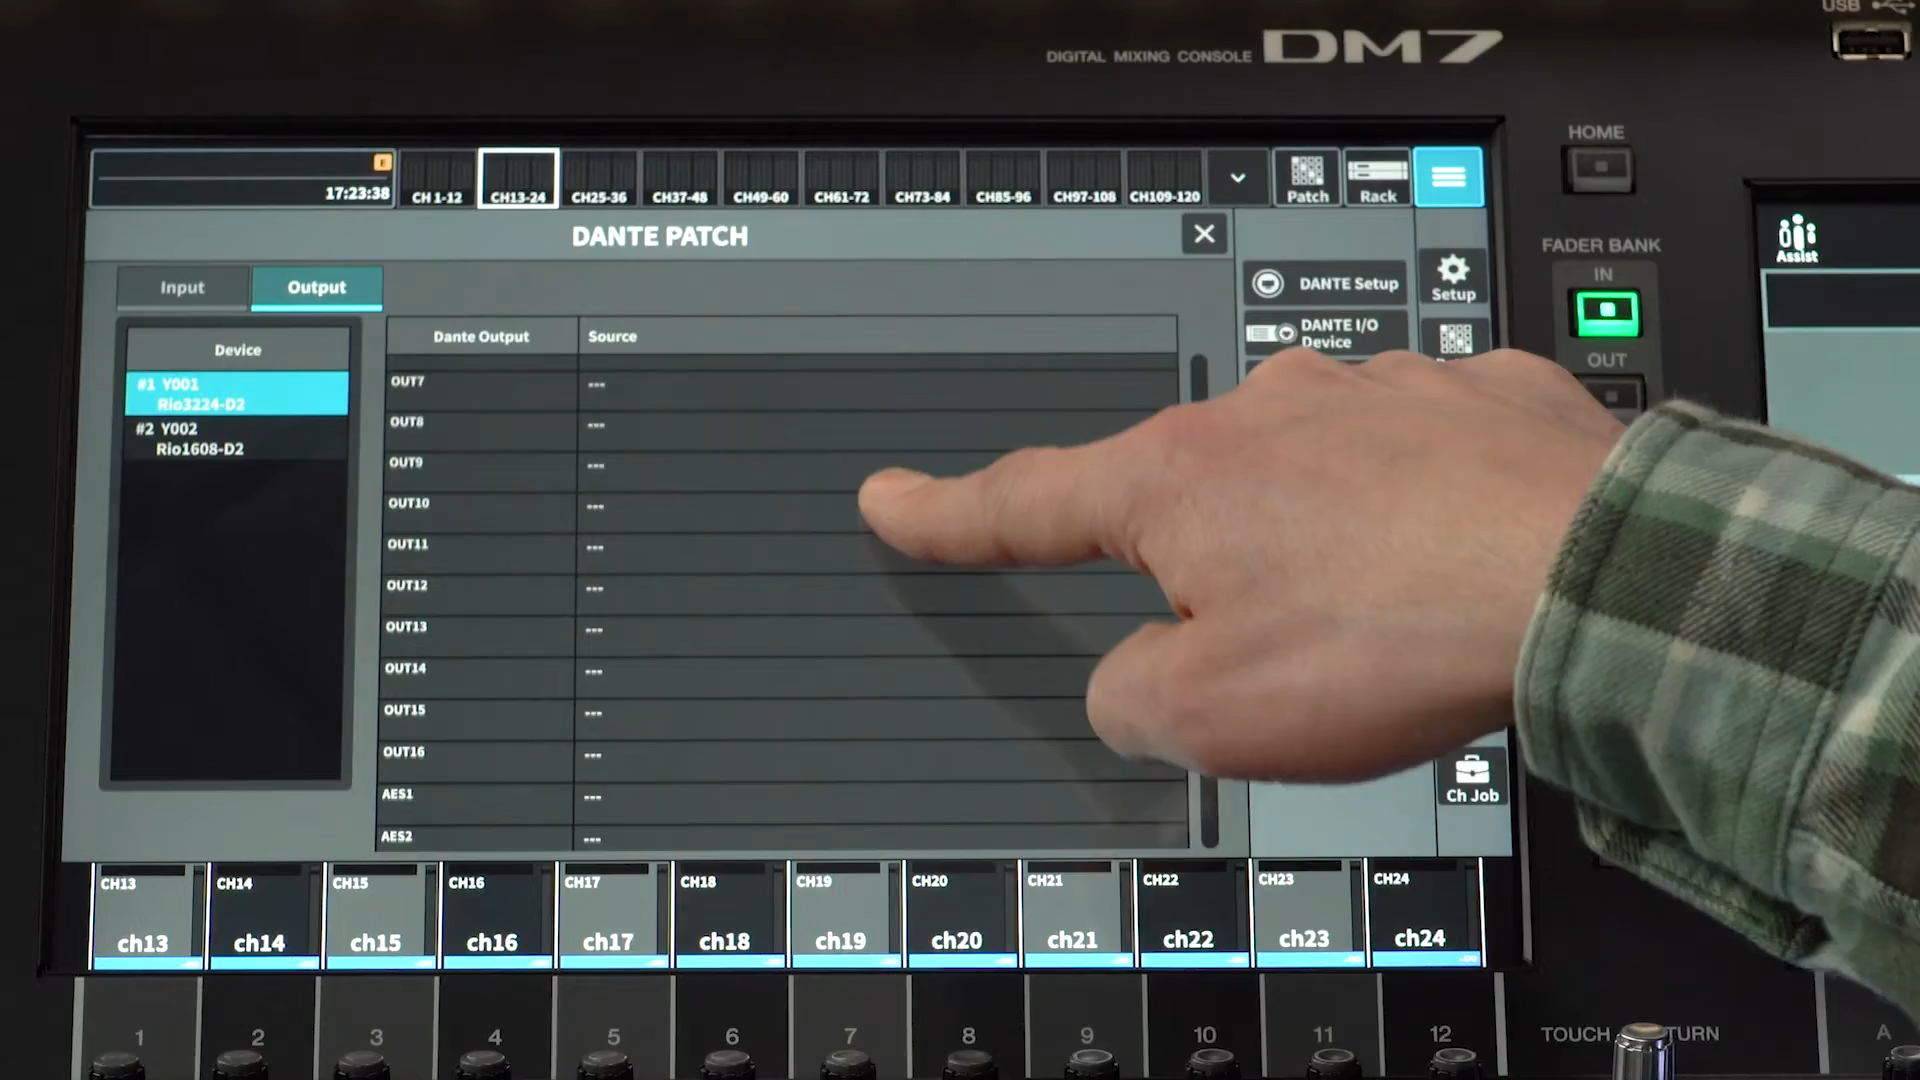 USB
DIGITAL MIXING CONSOLE DM7
HOME
E
17:23:38
CH 1-12
CH13-24
CH25-36
CH37-48
CH49-60
CH61-72
CH73-84
CH85-96
CH97-108
CH109-120
Patch
Rack
DANTE PATCH
FADER BANK
IN
OUT
Assist
Input
Output
DANTE Setup
Setup
DANTE I/O
Device
Device
#1 Y001
Rio3224-D2
#2 Y002
Rio1608-D2
Dante Output
Source
OUT7 ---
OUT8 ---
OUT9 ---
OUT10 ---
OUT11 ---
OUT12 ---
OUT13 ---
OUT14 ---
OUT15 ---
OUT16 ---
AES1 ---
AES2 ---
Ch Job
CH13
ch13
CH14
ch14
CH15
ch15
CH16
ch16
CH17
ch17
CH18
ch18
CH19
ch19
CH20
ch20
CH21
ch21
CH22
ch22
CH23
ch23
CH24
ch24
1 2 3 4 5 6 7 8 9 10 11 12
TOUCH
TURN
A